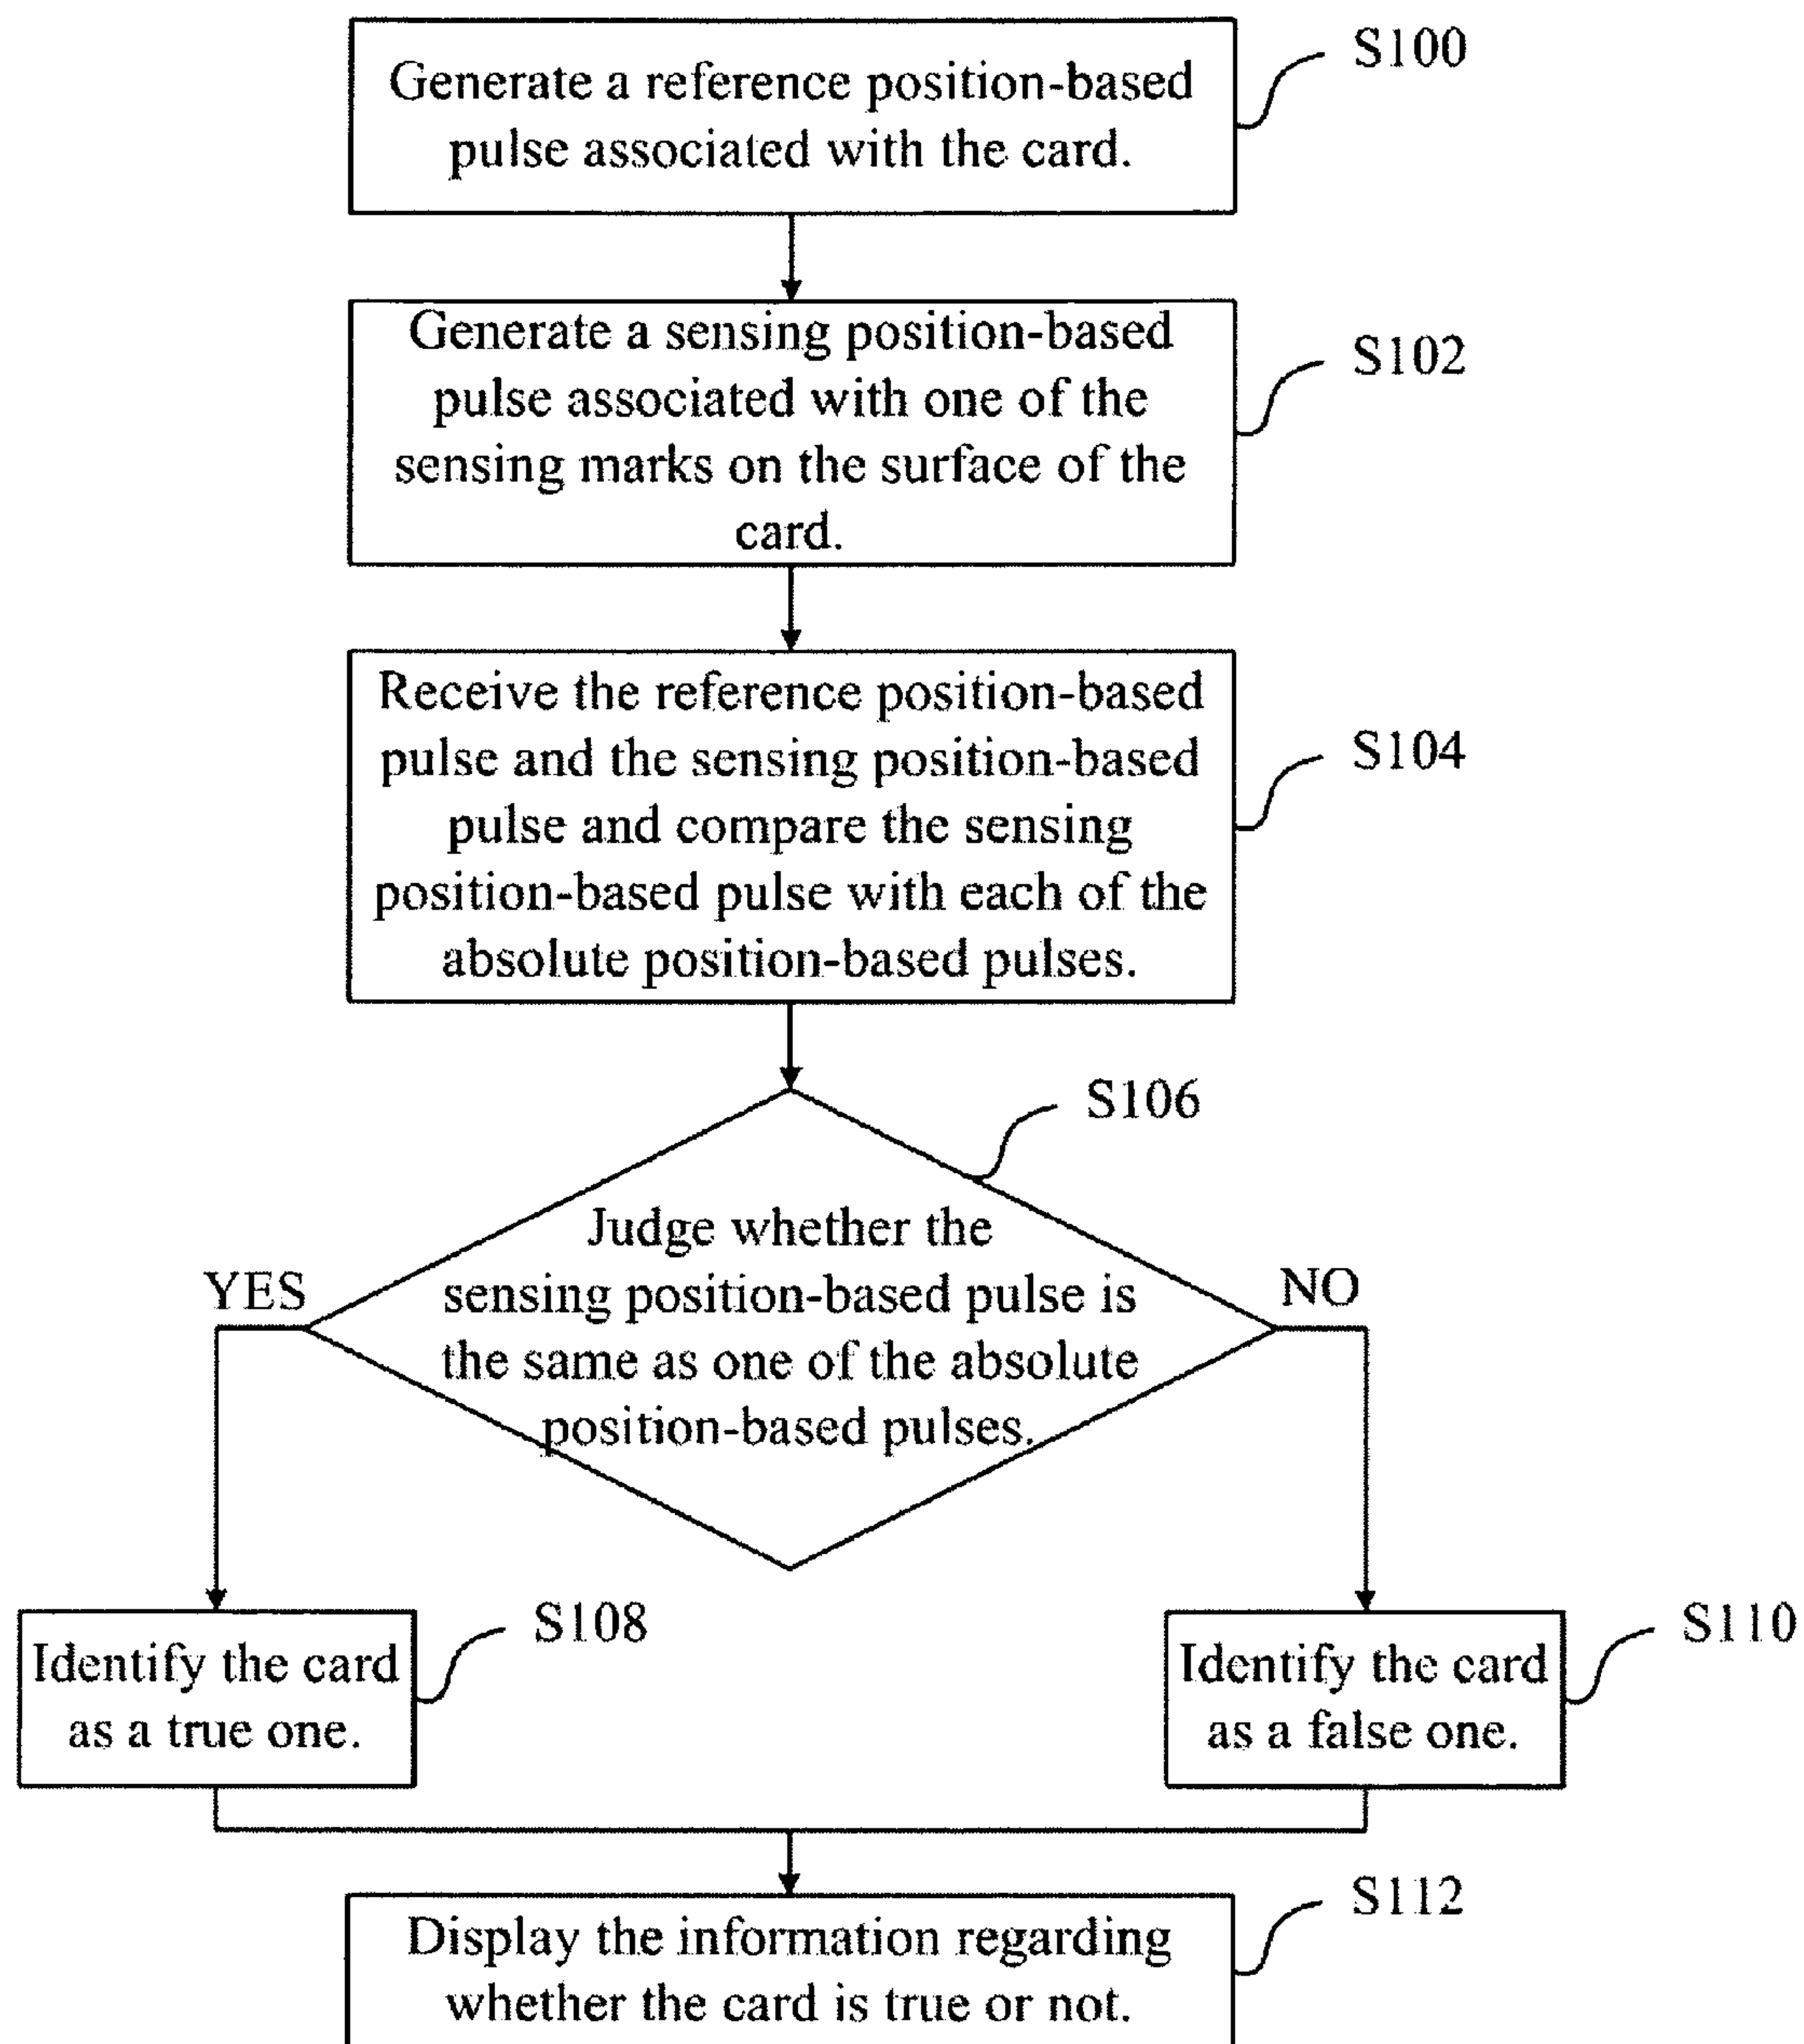 Generate a reference position-based
pulse associated with the card.
S100
Generate a sensing position-based
pulse associated with one of the
sensing marks on the surface of the
card.
S102
Receive the reference position-based
pulse and the sensing position-based
pulse and compare the sensing
position-based pulse with each of the
absolute position-based pulses.
S104
S106
Judge whether the
sensing position-based pulse is
the same as one of the absolute
position-based pulses.
YES
NO
Identify the card
as a true one.
S108
Identify the card
as a false one.
S110
Display the information regarding
whether the card is true or not.
S112